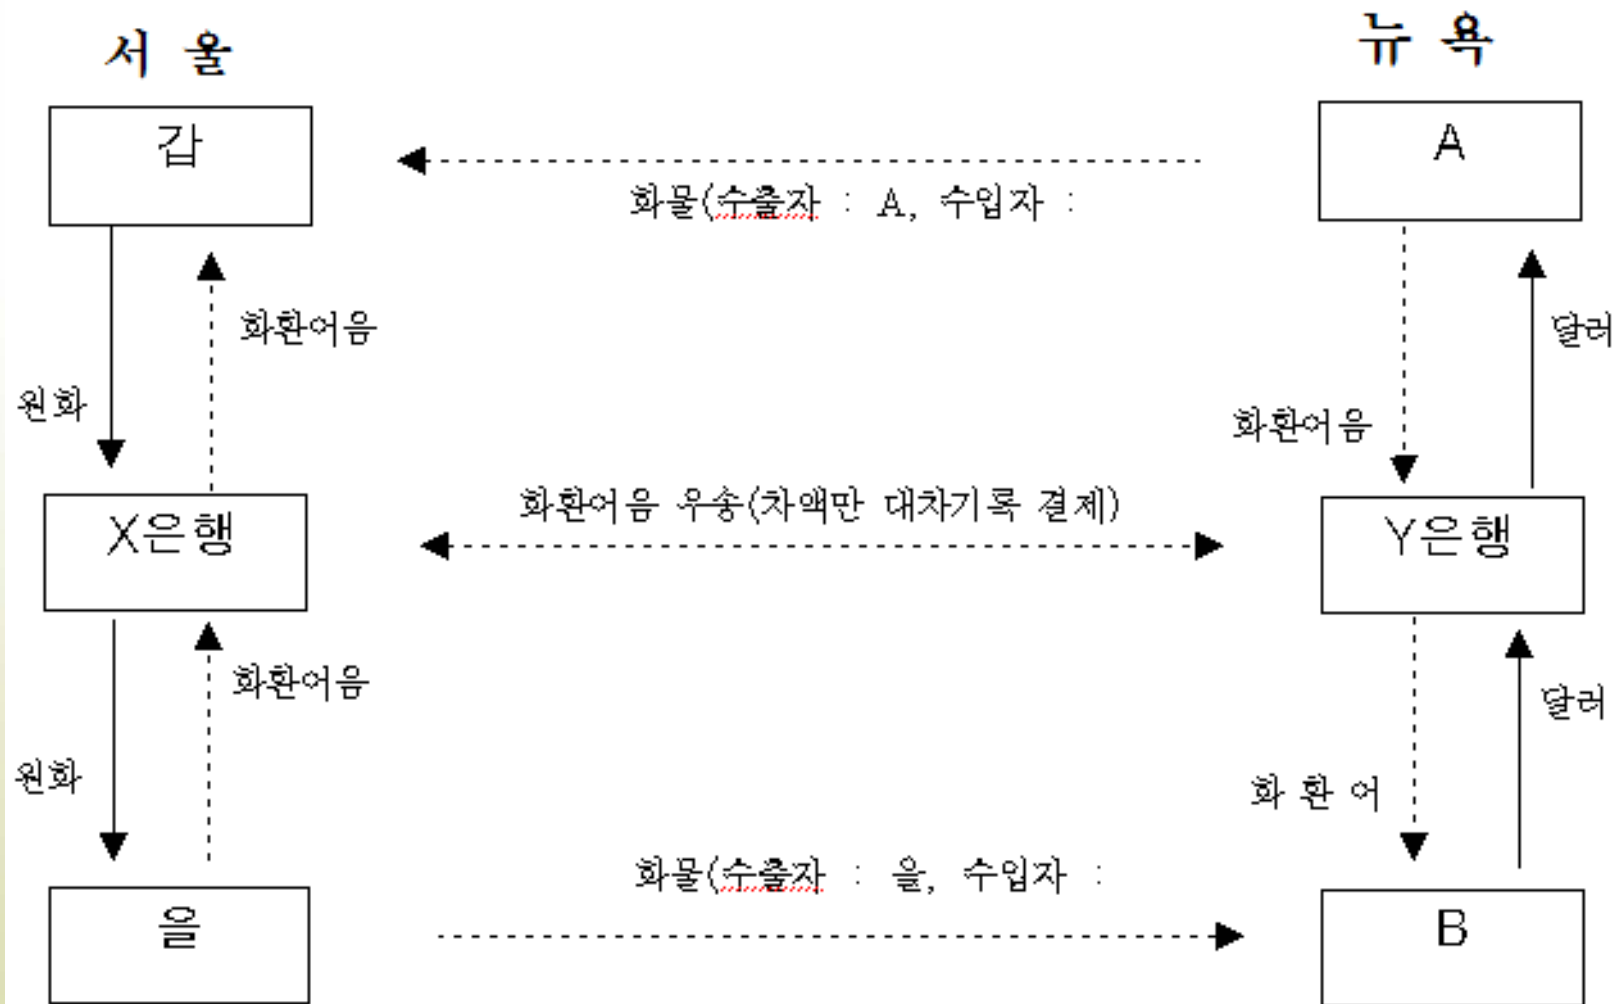 서 울
뉴 욕
갑
A
화물(수출자 : A, 수입자 :
화환어음
달러
원화
화환어음
화환어음 우송(차액만 대차기록 결제)
X은행
Y은행
화환어음
달러
원화
화 환 어
화물(수출자 : 을, 수입자 :
을
B